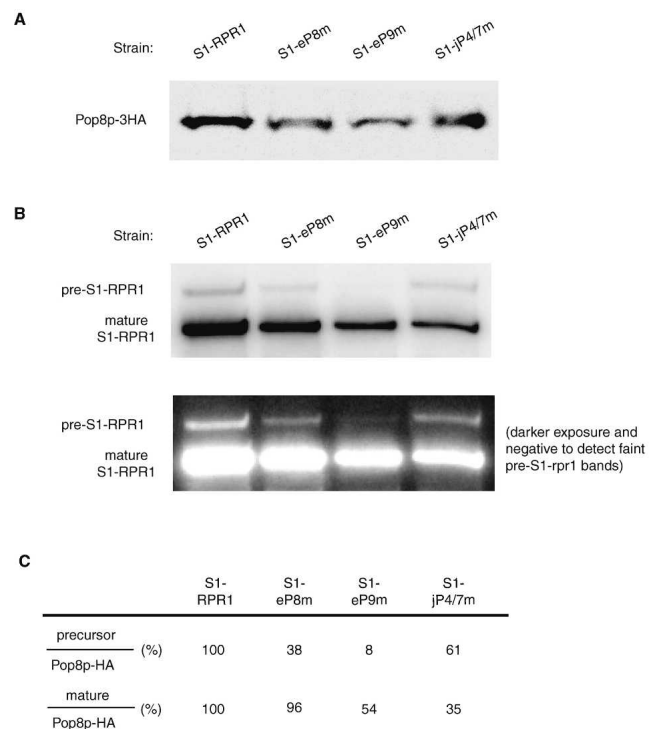 A
Strain:
S1-RPR1
S1-eP8m
S1-eP9m
S1-jP4/7m
Pop8p-3HA
B
Strain:
S1-RPR1
S1-eP8m
S1-eP9m
S1-jP4/7m
pre-S1-RPR1
mature
S1-RPR1
pre-S1-RPR1
mature
S1-RPR1
(darker exposure and
negative to detect faint
pre-S1-rpr1 bands)
C
S1-
RPR1
S1-
eP8m
S1-
eP9m
S1-
jP4/7m
precursor
Pop8p-HA
(%) 100 38 8 61
mature
Pop8p-HA
(%) 100 96 54 35